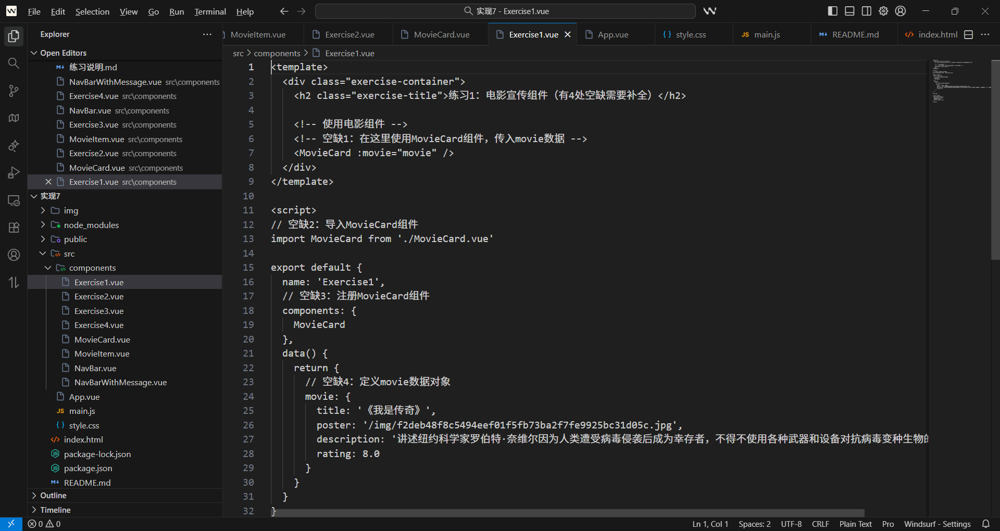 File Edit Selection View Go Run Terminal Help
实现7 - Exercise1.vue
Explorer
Open Editors
练习说明.md
NavBarWithMessage.vue src\components
Exercise4.vue src\components
NavBar.vue src\components
Exercise3.vue src\components
MovieItem.vue src\components
Exercise2.vue src\components
MovieCard.vue src\components
Exercise1.vue src\components
实现7
img
node_modules
public
src
components
Exercise1.vue
Exercise2.vue
Exercise3.vue
Exercise4.vue
MovieCard.vue
MovieItem.vue
NavBar.vue
NavBarWithMessage.vue
App.vue
JS main.js
{ } style.css
</> index.html
package-lock.json
package.json
M↓ README.md
Outline
Timeline
MovieItem.vue Exercise2.vue MovieCard.vue Exercise1.vue App.vue { } style.css JS main.js M↓ README.md </> index.html
src > components > Exercise1.vue
1 <template>
2 <div class="exercise-container">
3 <h2 class="exercise-title">练习1：电影宣传组件（有4处空缺需要补全）</h2>
4
5 <!-- 使用电影组件 -->
6 <!-- 空缺1：在这里使用MovieCard组件，传入movie数据 -->
7 <MovieCard :movie="movie" />
8 </div>
9 </template>
10
11 <script>
12 // 空缺2：导入MovieCard组件
13 import MovieCard from './MovieCard.vue'
14
15 export default {
16 name: 'Exercise1',
17 // 空缺3：注册MovieCard组件
18 components: {
19 MovieCard
20 },
21 data() {
22 return {
23 // 空缺4：定义movie数据对象
24 movie: {
25 title: '《我是传奇》',
26 poster: '/img/f2deb48f8c5494eef01f5fb73ba2f7fe9925bc31d05c.jpg',
27 description: '讲述纽约科学家罗伯特·奈维尔因为人类遭受病毒侵袭后成为幸存者，不得不使用各种武器和设备对抗病毒变种生物的
28 rating: 8.0
29 }
30 }
31 }
32 }
0 0
Ln 1, Col 1 Spaces: 2 UTF-8 CRLF Plain Text Pro Windsurf - Settings